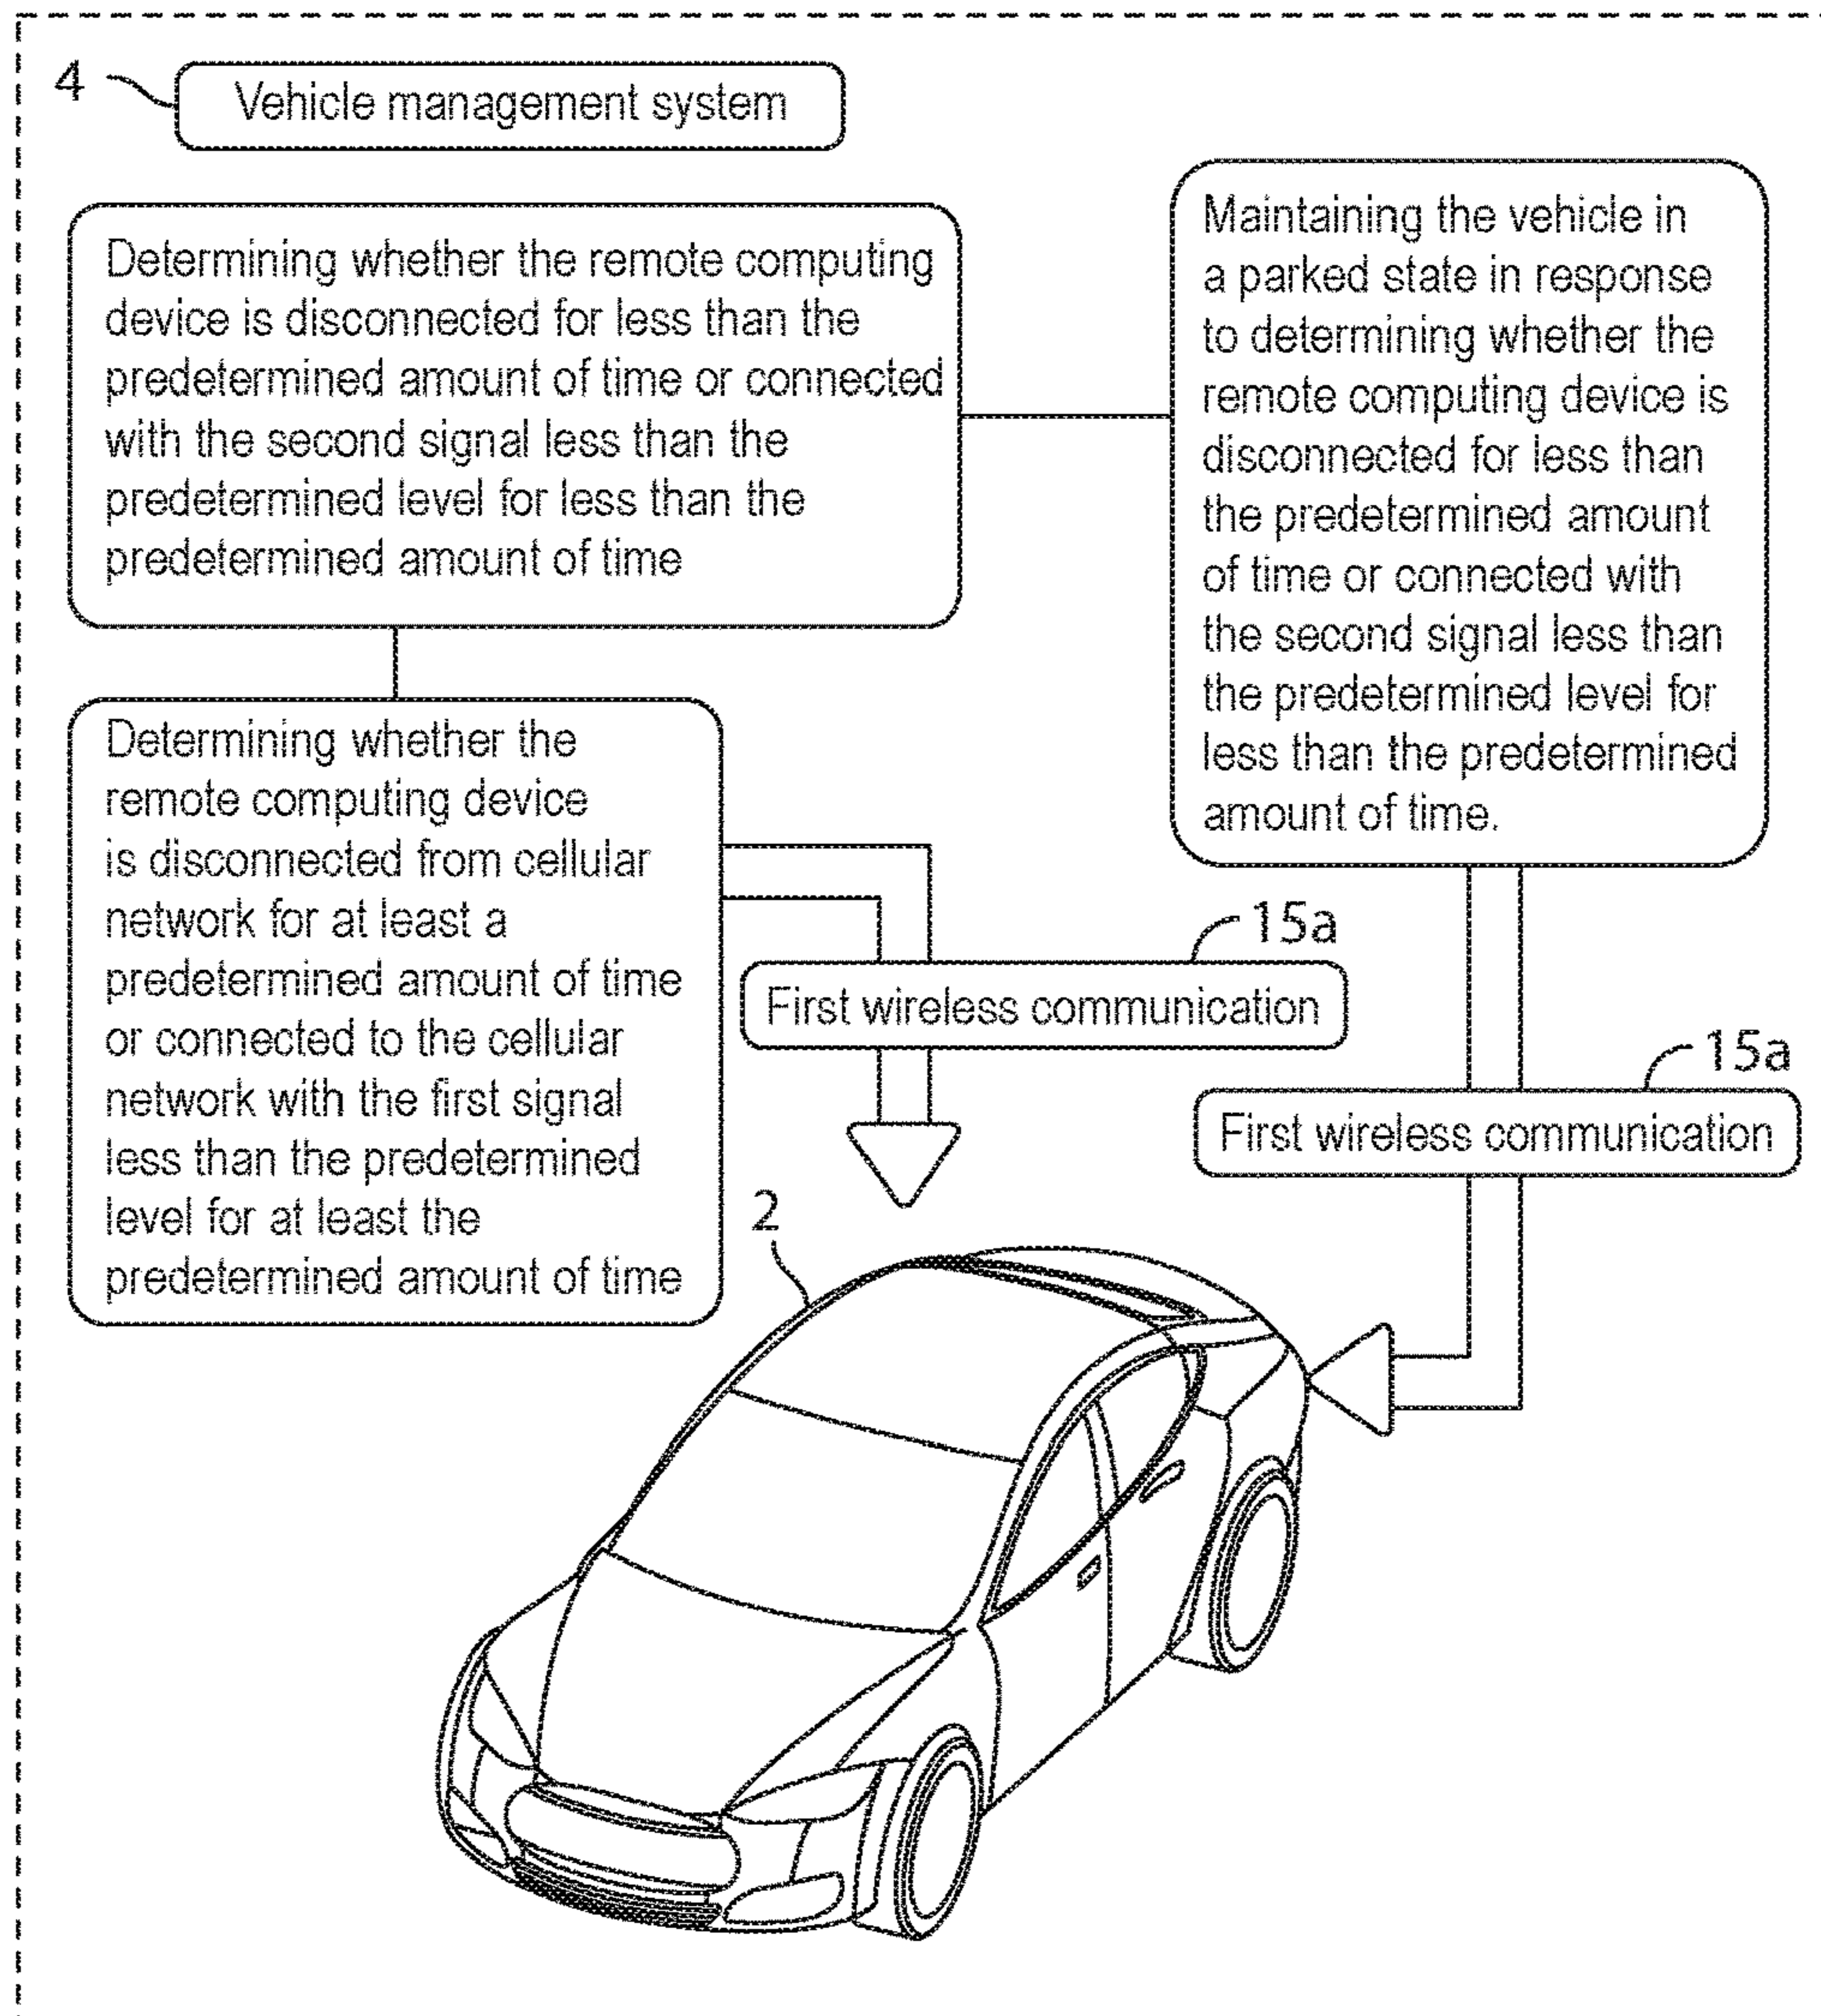 4
Vehicle management system
Determining whether the remote computing
device is disconnected for less than the
predetermined amount of time or connected
with the second signal less than the
predetermined level for less than the
predetermined amount of time
Maintaining the vehicle in
a parked state in response
to determining whether the
remote computing device is
disconnected for less than
the predetermined amount
of time or connected with
the second signal less than
the predetermined level for
less than the predetermined
amount of time.
Determining whether the
remote computing device
is disconnected from cellular
network for at least a
predetermined amount of time
or connected to the cellular
network with the first signal
less than the predetermined
level for at least the
predetermined amount of time
15a
First wireless communication
15a
First wireless communication
2